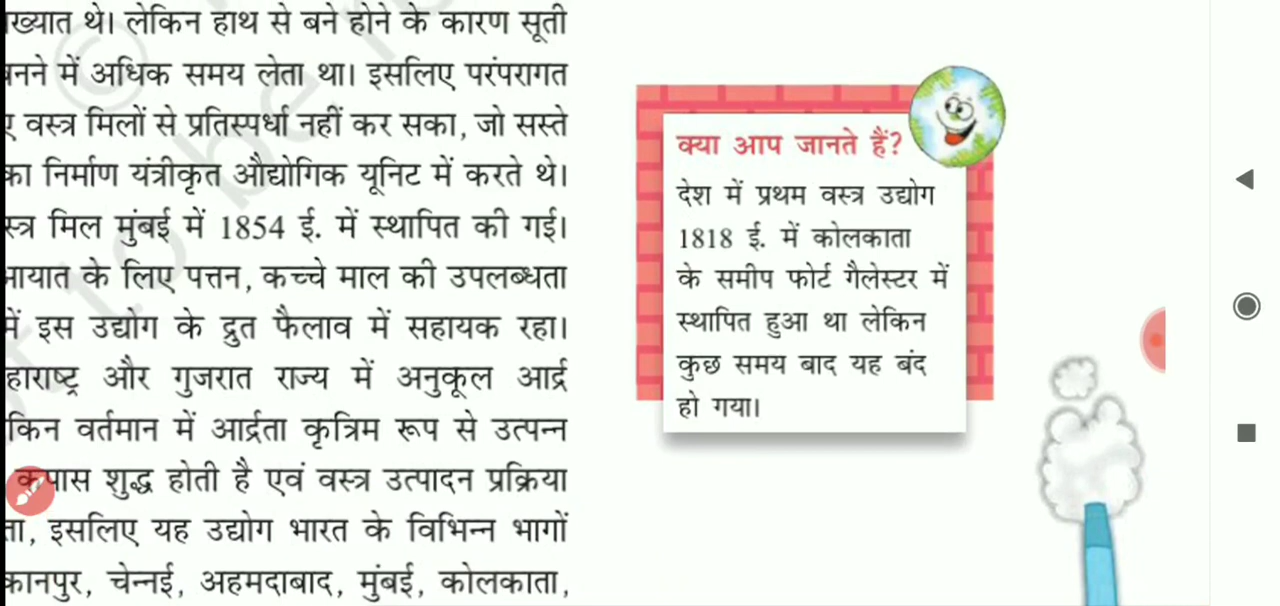 ख्यात थे। लेकिन हाथ से बने होने के कारण सूती
में अधिक समय लेता था। इसलिए परंपरागत
वस्त्र मिलों से प्रतिस्पर्धा नहीं कर सका, जो सस्ते
का निर्माण यंत्रीकृत औद्योगिक यूनिट में करते थे।
मिल मुंबई में 1854 ई. में स्थापित की गई।
के लिए पत्तन, कच्चे माल की उपलब्धता
में इस उद्योग के द्रुत फैलाव में सहायक रहा।
और गुजरात राज्य में अनुकूल आर्द्र
वर्तमान में आर्द्रता कृत्रिम रूप से उत्पन्न
कपास शुद्ध होती है एवं वस्त्र उत्पादन प्रक्रिया
इसलिए यह उद्योग भारत के विभिन्न भागों
कानपुर, चेन्नई, अहमदाबाद, मुंबई, कोलकाता,
क्या आप जानते हैं?
देश में प्रथम वस्त्र उद्योग
1818 ई. में कोलकाता
के समीप फोर्ट गैलेस्टर में
स्थापित हुआ था लेकिन
कुछ समय बाद यह बंद
हो गया।